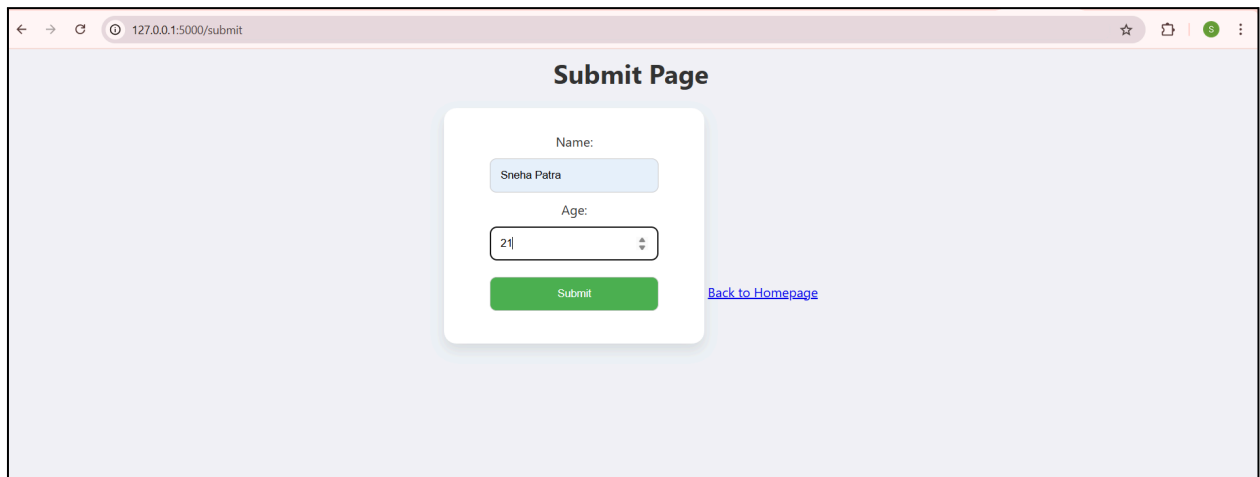 127.0.0.1:5000/submit
S
Submit Page
Name:
Sneha Patra
Age:
21
Submit
Back to Homepage